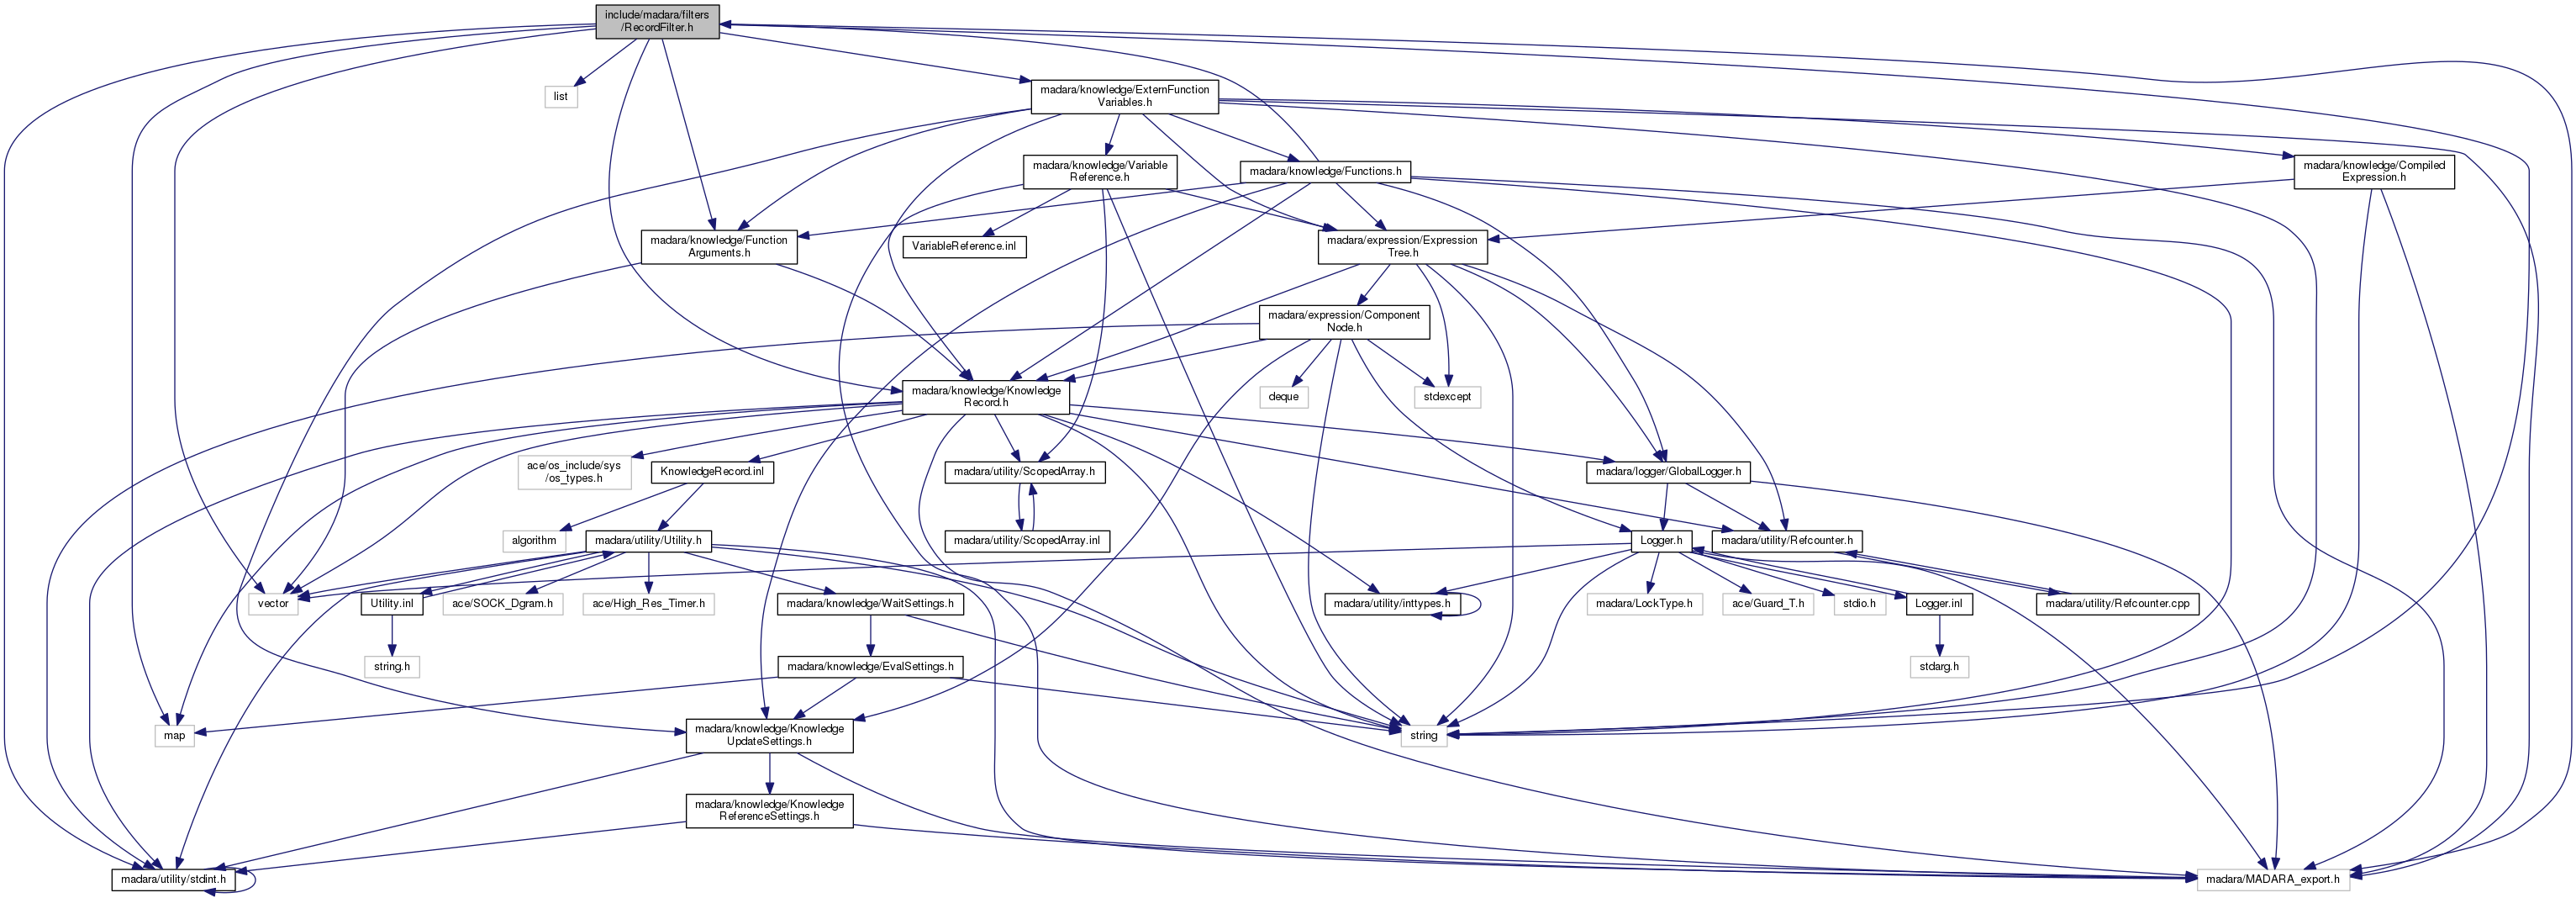 include/madara/filters
/RecordFilter.h
list
madara/knowledge/ExternFunction
Variables.h
madara/knowledge/Variable
Reference.h
madara/knowledge/Functions.h
madara/knowledge/Compiled
Expression.h
madara/knowledge/Function
Arguments.h
VariableReference.inl
madara/expression/Expression
Tree.h
madara/expression/Component
Node.h
madara/knowledge/Knowledge
Record.h
deque
stdexcept
ace/os_include/sys
/os_types.h
KnowledgeRecord.inl
madara/utility/ScopedArray.h
madara/logger/GlobalLogger.h
algorithm
madara/utility/Utility.h
madara/utility/ScopedArray.inl
Logger.h
madara/utility/Refcounter.h
vector
Utility.inl
ace/SOCK_Dgram.h
ace/High_Res_Timer.h
madara/knowledge/WaitSettings.h
madara/utility/inttypes.h
madara/LockType.h
ace/Guard_T.h
stdio.h
Logger.inl
madara/utility/Refcounter.cpp
string.h
madara/knowledge/EvalSettings.h
stdarg.h
map
madara/knowledge/Knowledge
UpdateSettings.h
string
madara/knowledge/Knowledge
ReferenceSettings.h
madara/utility/stdint.h
madara/MADARA_export.h